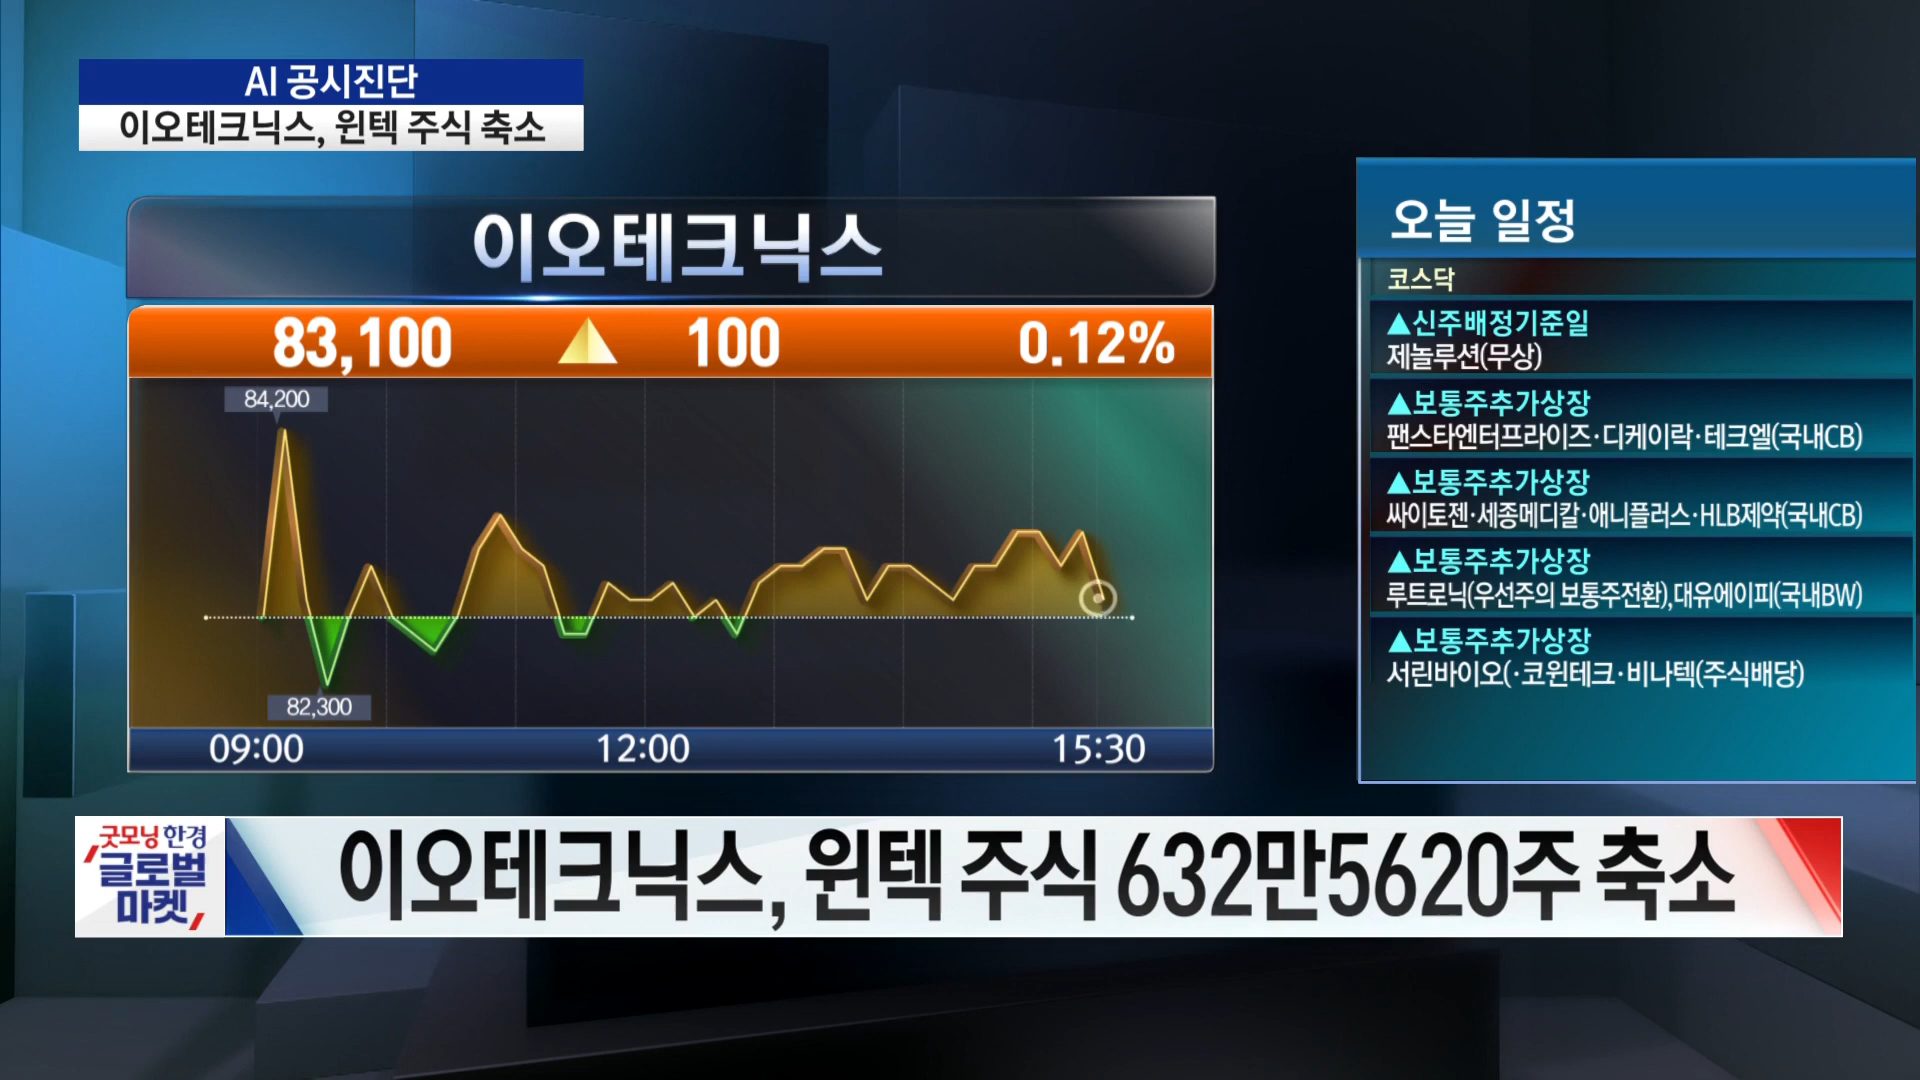 AI 공시진단
이오테크닉스, 윈텍 주식 축소
이오테크닉스
83,100 ▲ 100 0.12%
84,200
82,300
09:00 12:00 15:30
오늘 일정
코스닥
▲신주배정기준일
제놀루션(무상)
▲보통주추가상장
팬스타엔터프라이즈·디케이락·테크엘(국내CB)
▲보통주추가상장
싸이토젠·세종메디칼·애니플러스·HLB제약(국내CB)
▲보통주추가상장
루트로닉(우선주의 보통주전환),대유에이피(국내BW)
▲보통주추가상장
서린바이오(·코윈테크·비나텍(주식배당)
굿모닝 한경
글로벌
마켓
이오테크닉스, 윈텍 주식 632만5620주 축소